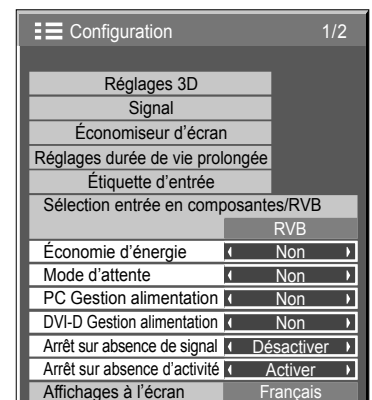 Configuration 1/2
Réglages 3D
Signal
Économiseur d'écran
Réglages durée de vie prolongée
Étiquette d'entrée
Sélection entrée en composantes/RVB
RVB
Économie d'énergie Non
Mode d'attente Non
PC Gestion alimentation Non
DVI-D Gestion alimentation Non
Arrêt sur absence de signal Désactiver
Arrêt sur absence d'activité Activer
Affichages à l'écran Français